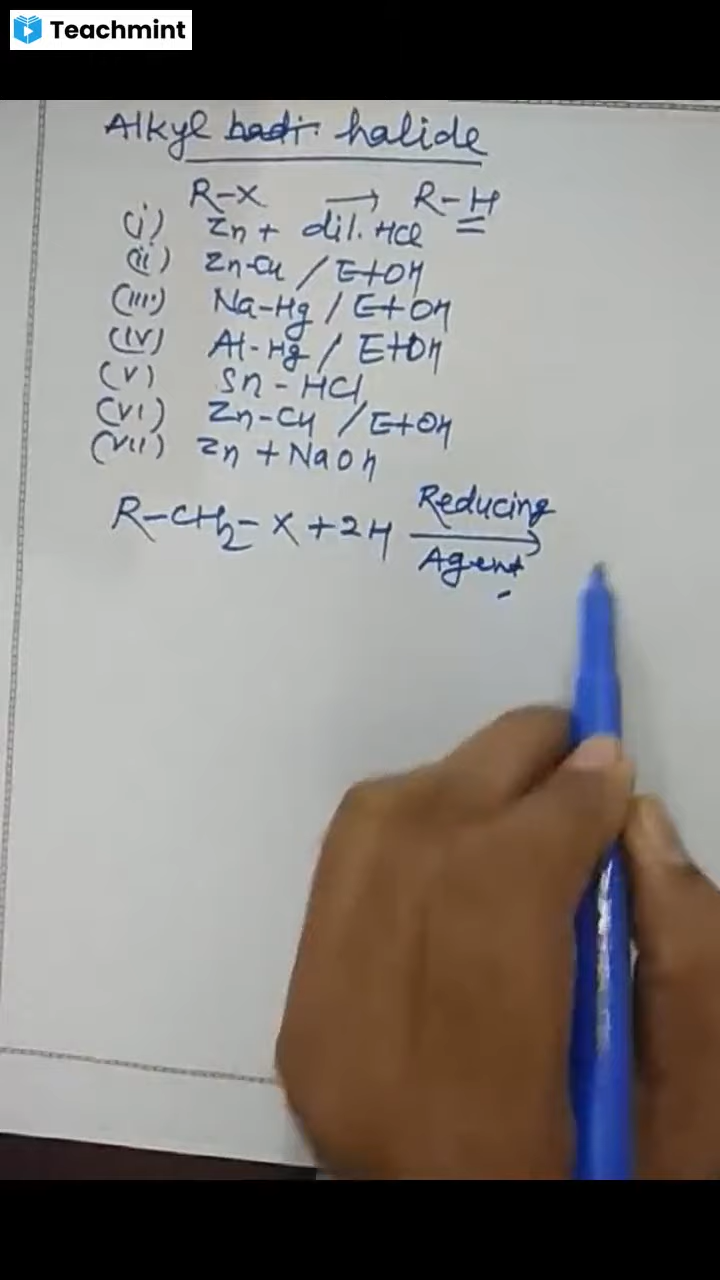 Teachmint
Alkyl halide
R-X → R-H
(i) Zn + dil. HCl
(ii) Zn-Cu / EtOH
(III) Na-Hg / EtOH
(IV) Al-Hg / EtOH
(V) Sn - HCl
(VI) Zn-Cu / EtOH
(VII) Zn + NaOH
R-CH₂-X + 2H Reducing →
Agent